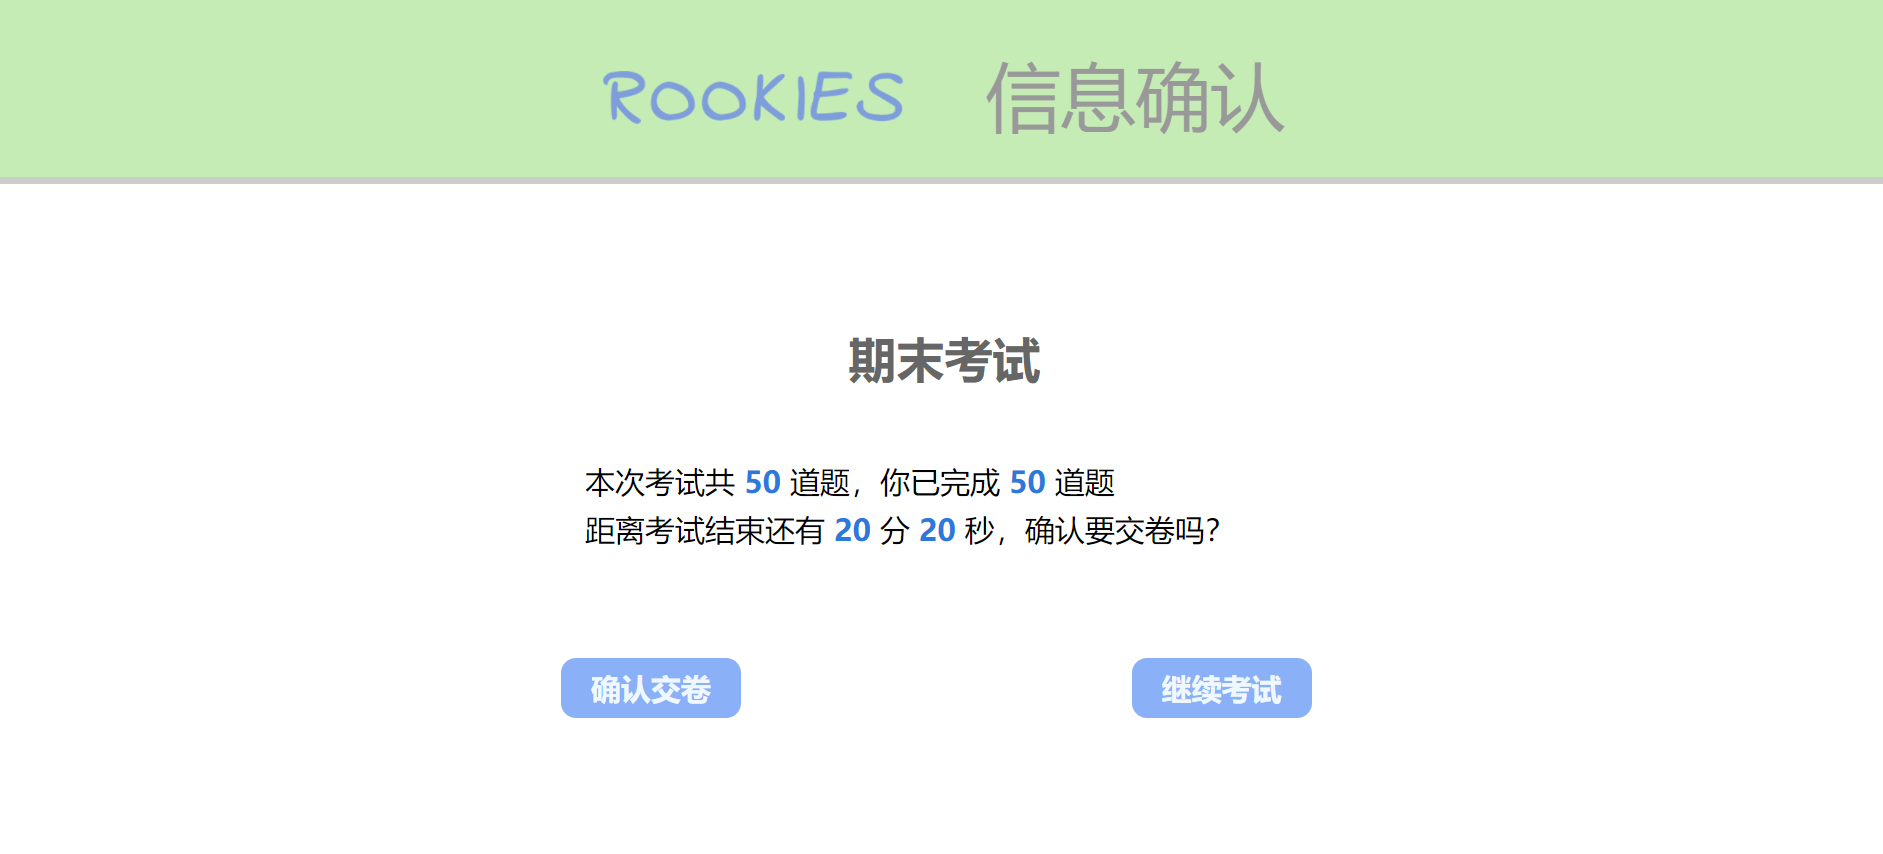 ROOKIES 信息确认
期末考试
本次考试共 50 道题，你已完成 50 道题
距离考试结束还有 20 分 20 秒，确认要交卷吗？
确认交卷 继续考试